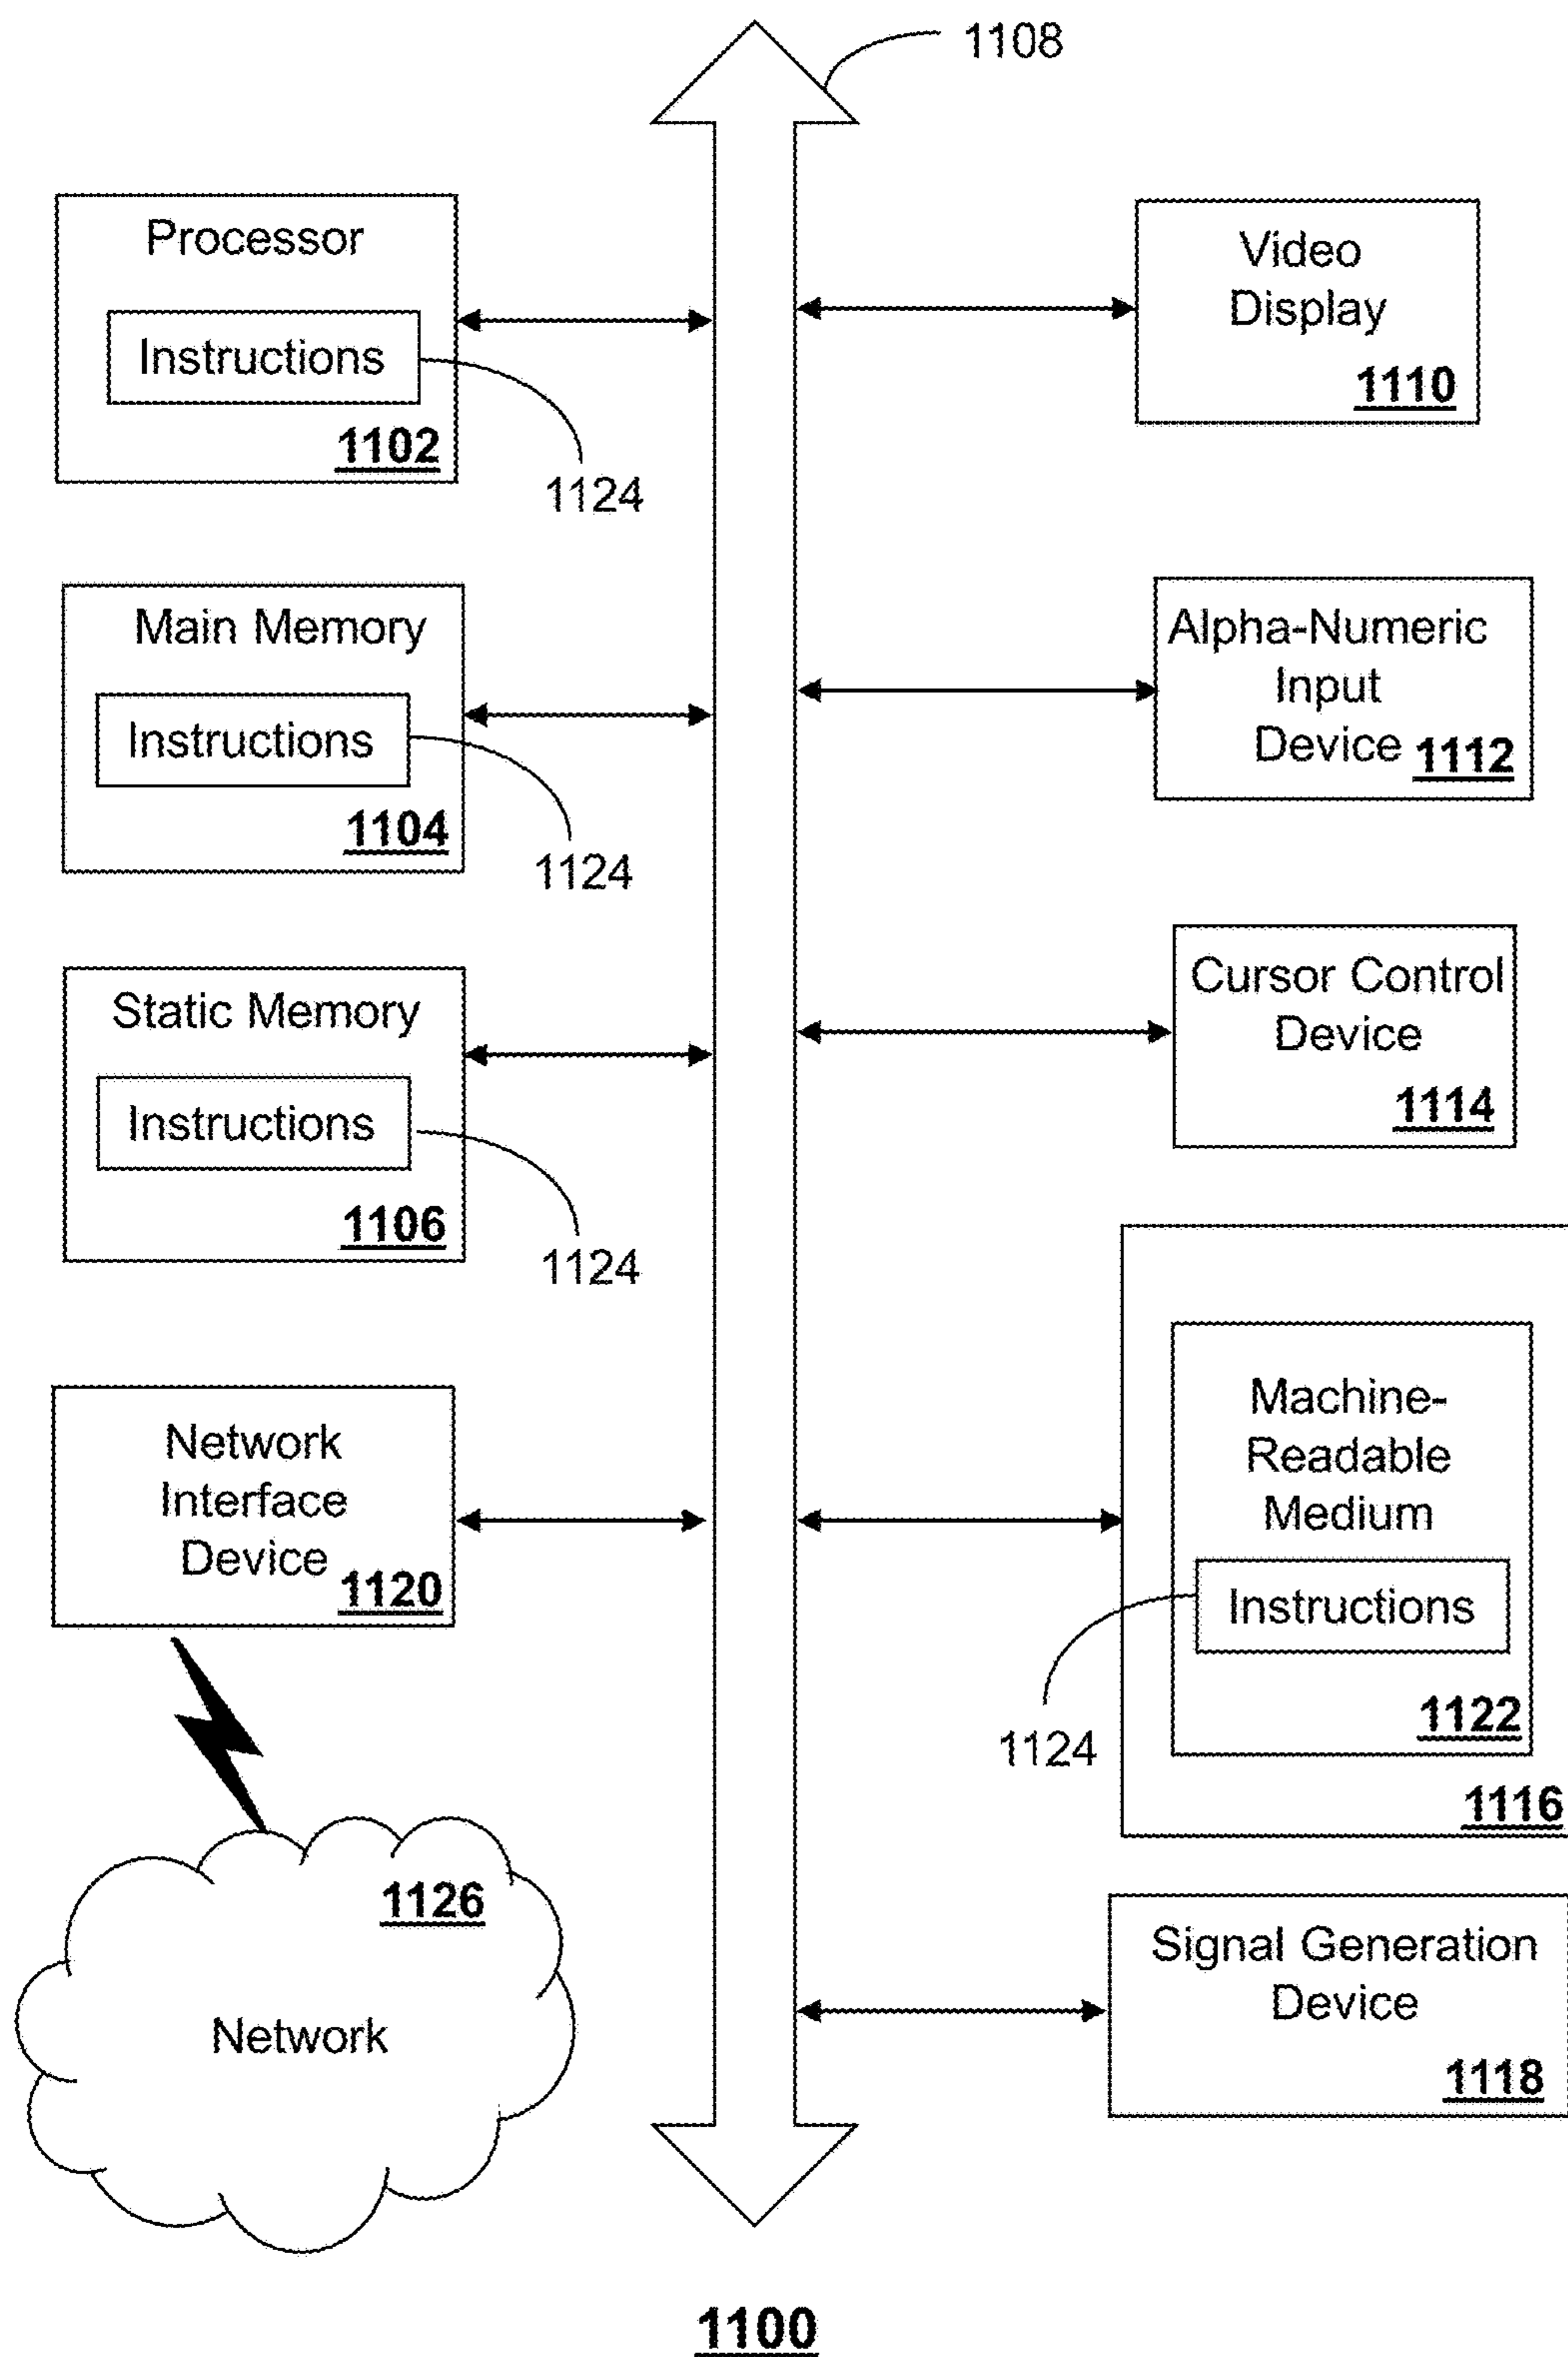 1108
Processor
Instructions
1102
1124
Main Memory
Instructions
1104
1124
Static Memory
Instructions
1106
1124
Network
Interface
Device
1120
1126
Network
Video
Display
1110
Alpha-Numeric
Input
Device 1112
Cursor Control
Device
1114
Machine-
Readable
Medium
Instructions
1122
1124
1116
Signal Generation
Device
1118
1100